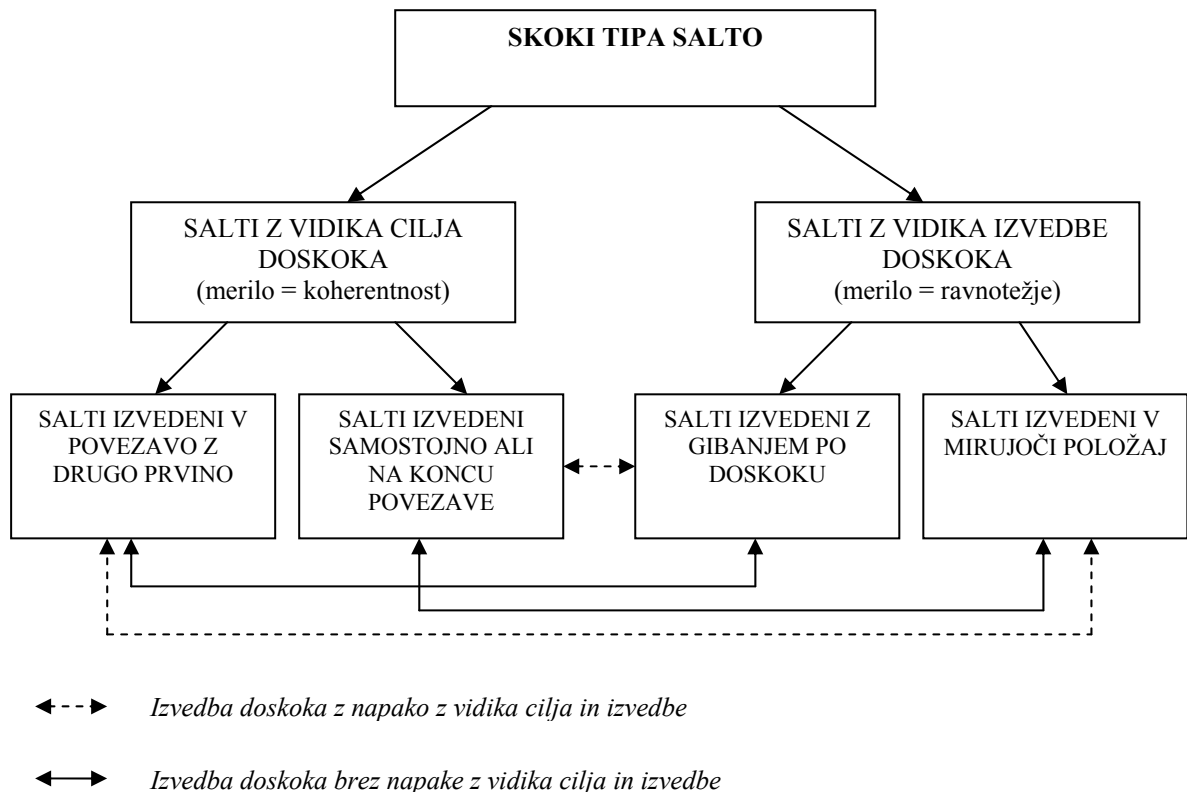 SKOKI TIPA SALTO
SALTI Z VIDIKA CILJA
DOSKOKA
(merilo = koherentnost)
SALTI Z VIDIKA IZVEDBE
DOSKOKA
(merilo = ravnotežje)
SALTI IZVEDENI V
POVEZAVO Z
DRUGO PRVINO
SALTI IZVEDENI
SAMOSTOJNO ALI
NA KONCU
POVEZAVE
SALTI IZVEDENI Z
GIBANJEM PO
DOSKOKU
SALTI IZVEDENI V
MIRUJOČI POLOŽAJ
Izvedba doskoka z napako z vidika cilja in izvedbe
Izvedba doskoka brez napake z vidika cilja in izvedbe